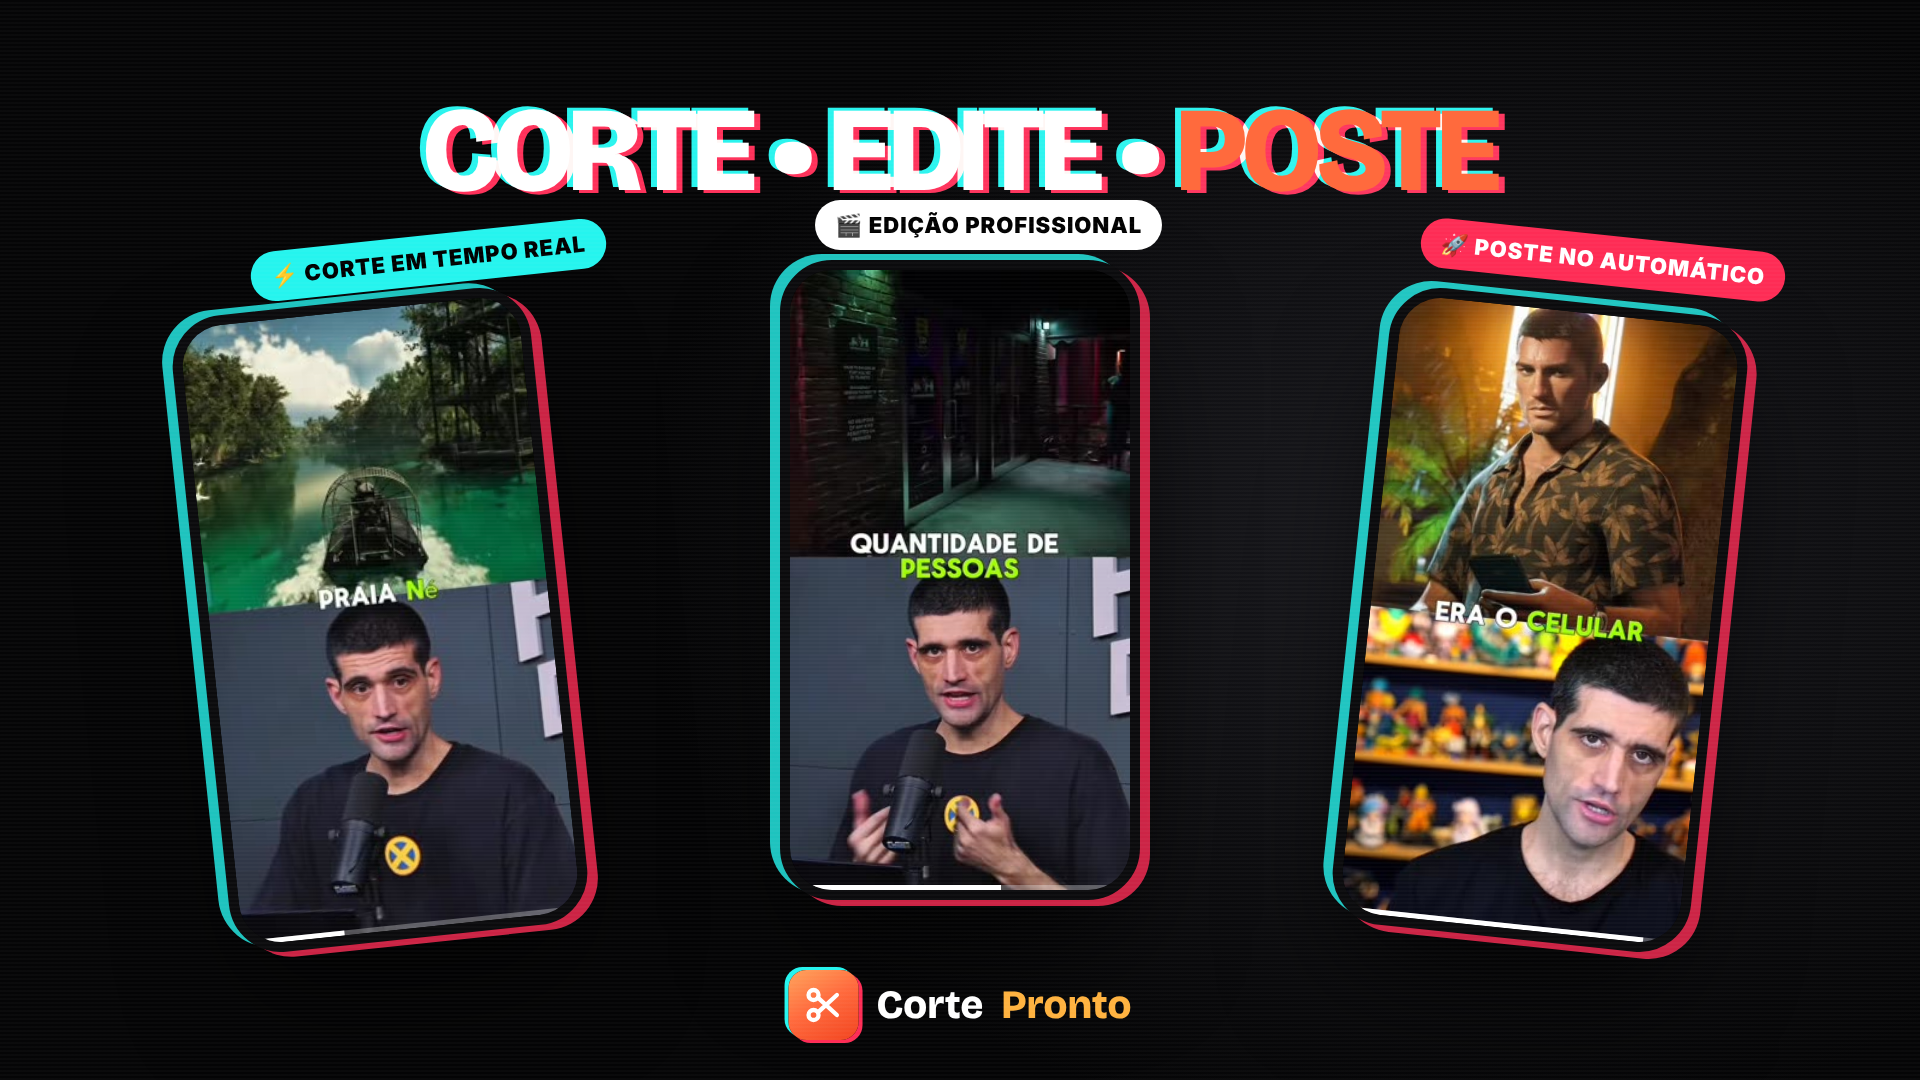 CORTE • EDITE • POSTE
⚡ CORTE EM TEMPO REAL
🎬 EDIÇÃO PROFISSIONAL
🚀 POSTE NO AUTOMÁTICO
PRAIA Né
QUANTIDADE DE
PESSOAS
ERA O CELULAR
Corte Pronto